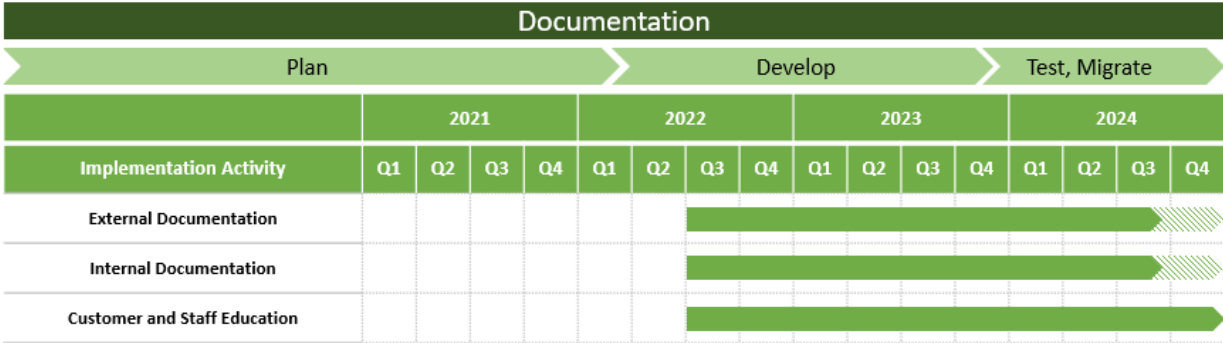 Documentation
Plan Develop Test, Migrate
2021 2022 2023 2024
Implementation Activity Q1 Q2 Q3 Q4 Q1 Q2 Q3 Q4 Q1 Q2 Q3 Q4 Q1 Q2 Q3 Q4
External Documentation
Internal Documentation
Customer and Staff Education